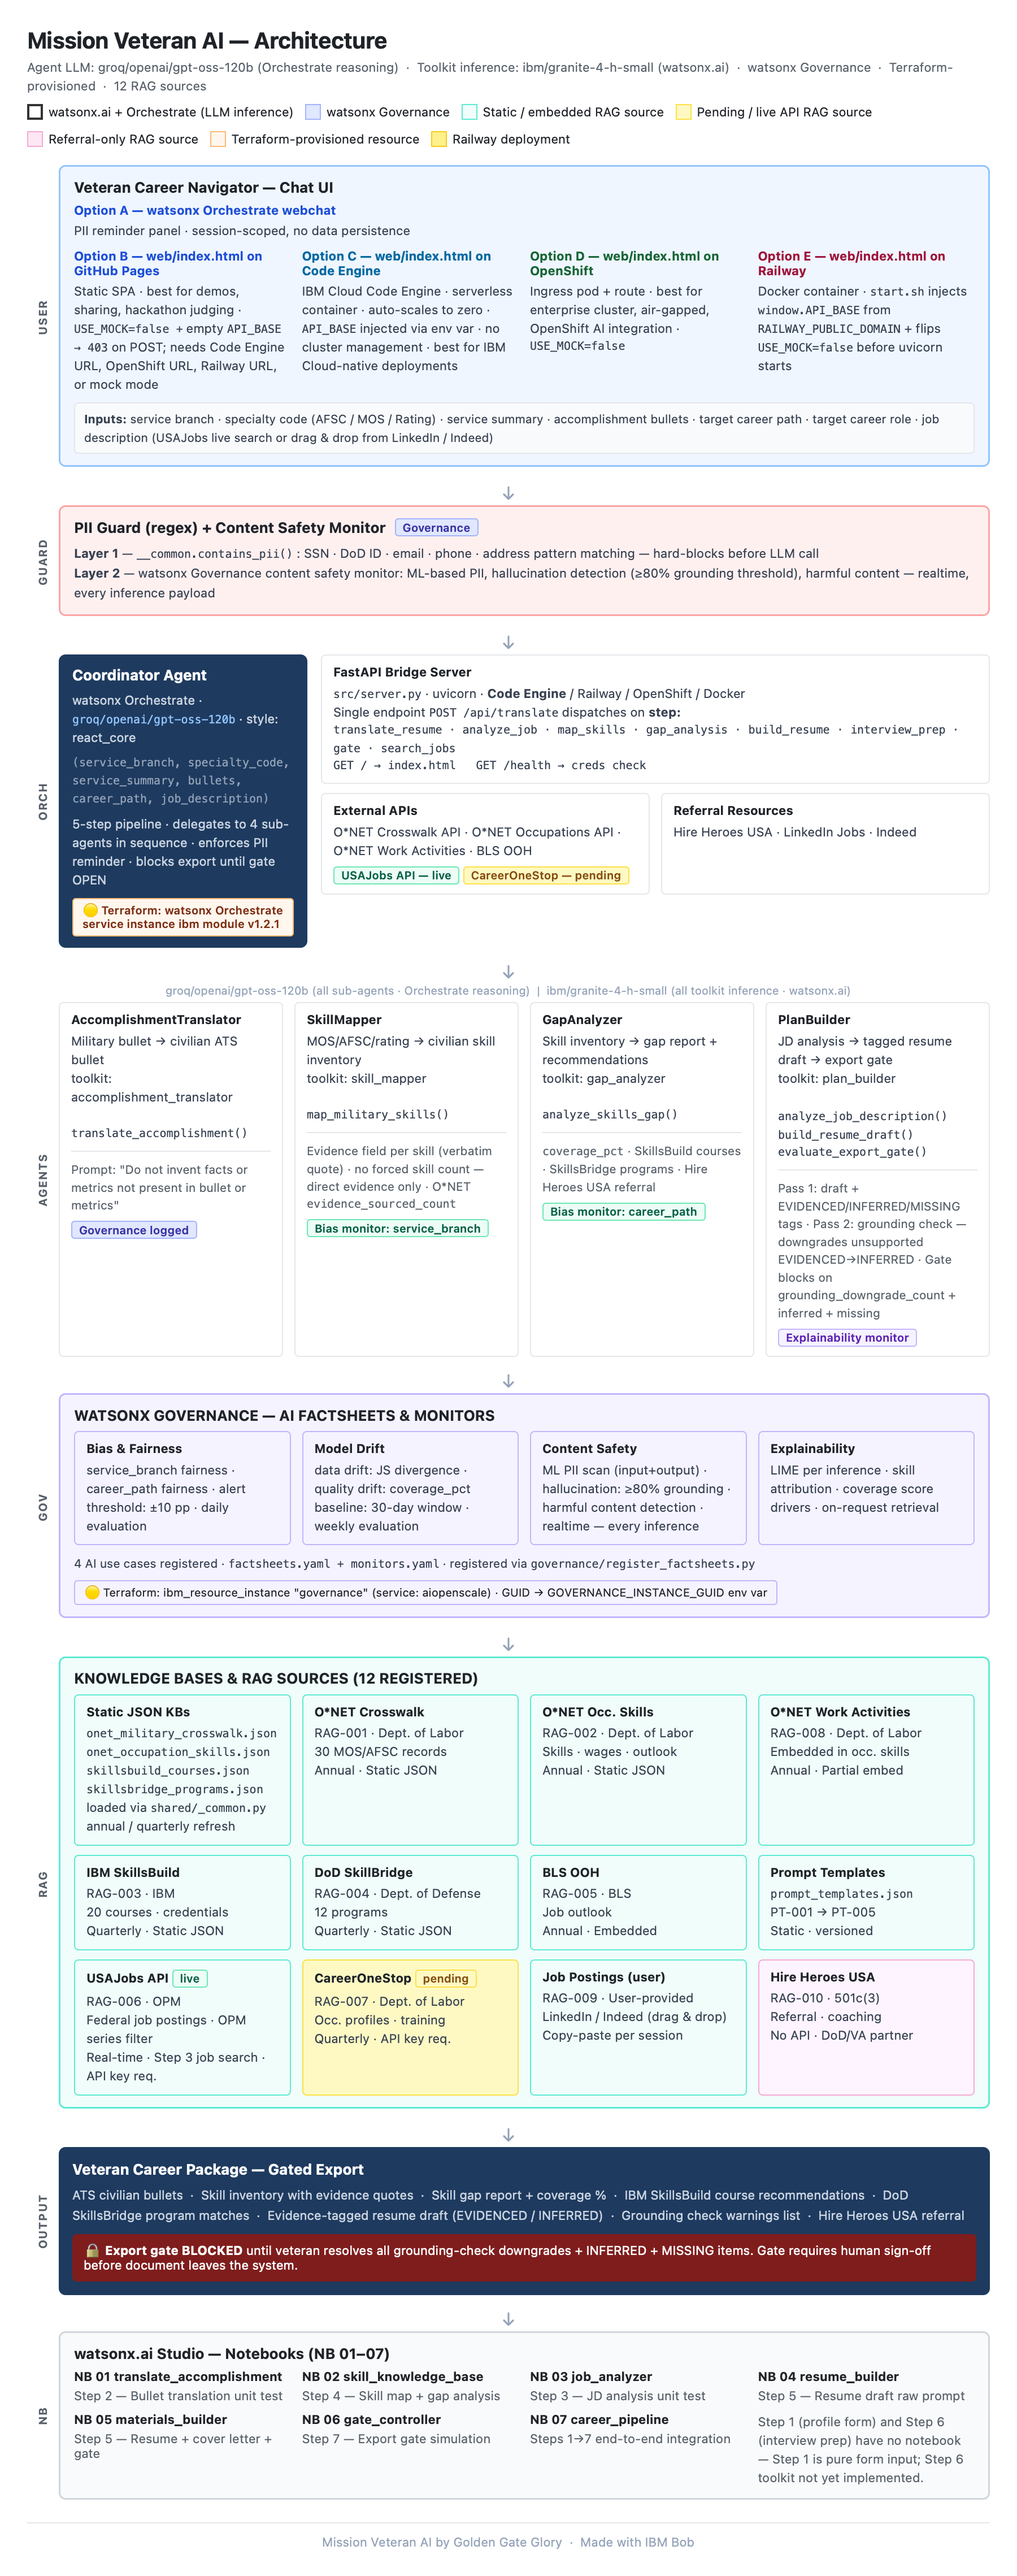 Mission Veteran AI — Architecture
Agent LLM: groq/openai/gpt-oss-120b (Orchestrate reasoning) · Toolkit inference: ibm/granite-4-h-small (watsonx.ai) · watsonx Governance · Terraform-
provisioned · 12 RAG sources
watsonx.ai + Orchestrate (LLM inference) watsonx Governance Static / embedded RAG source Pending / live API RAG source
Referral-only RAG source Terraform-provisioned resource Railway deployment
USER
Veteran Career Navigator — Chat UI
Option A — watsonx Orchestrate webchat
PII reminder panel · session-scoped, no data persistence
Option B — web/index.html on
GitHub Pages
Static SPA · best for demos,
sharing, hackathon judging ·
USE_MOCK=false + empty API_BASE
→ 403 on POST; needs Code Engine
URL, OpenShift URL, Railway URL,
or mock mode
Option C — web/index.html on
Code Engine
IBM Cloud Code Engine · serverless
container · auto-scales to zero ·
API_BASE injected via env var · no
cluster management · best for IBM
Cloud-native deployments
Option D — web/index.html on
OpenShift
Ingress pod + route · best for
enterprise cluster, air-gapped,
OpenShift AI integration ·
USE_MOCK=false
Option E — web/index.html on
Railway
Docker container · start.sh injects
window.API_BASE from
RAILWAY_PUBLIC_DOMAIN + flips
USE_MOCK=false before uvicorn
starts
Inputs: service branch · specialty code (AFSC / MOS / Rating) · service summary · accomplishment bullets · target career path · target career role · job
description (USAJobs live search or drag & drop from LinkedIn / Indeed)
↓
GUARD
PII Guard (regex) + Content Safety Monitor Governance
Layer 1 — __common.contains_pii() : SSN · DoD ID · email · phone · address pattern matching — hard-blocks before LLM call
Layer 2 — watsonx Governance content safety monitor: ML-based PII, hallucination detection (≥80% grounding threshold), harmful content — realtime,
every inference payload
↓
ORCH
Coordinator Agent
watsonx Orchestrate ·
groq/openai/gpt-oss-120b · style:
react_core
(service_branch, specialty_code,
service_summary, bullets,
career_path, job_description)
5-step pipeline · delegates to 4 sub-
agents in sequence · enforces PII
reminder · blocks export until gate
OPEN
Terraform: watsonx Orchestrate
service instance ibm module v1.2.1
FastAPI Bridge Server
src/server.py · uvicorn · Code Engine / Railway / OpenShift / Docker
Single endpoint POST /api/translate dispatches on step:
translate_resume · analyze_job · map_skills · gap_analysis · build_resume · interview_prep ·
gate · search_jobs
GET / → index.html GET /health → creds check
External APIs
O*NET Crosswalk API · O*NET Occupations API ·
O*NET Work Activities · BLS OOH
USAJobs API — live CareerOneStop — pending
Referral Resources
Hire Heroes USA · LinkedIn Jobs · Indeed
↓
groq/openai/gpt-oss-120b (all sub-agents · Orchestrate reasoning) | ibm/granite-4-h-small (all toolkit inference · watsonx.ai)
AGENTS
AccomplishmentTranslator
Military bullet → civilian ATS
bullet
toolkit:
accomplishment_translator
translate_accomplishment()
Prompt: "Do not invent facts or
metrics not present in bullet or
metrics"
Governance logged
SkillMapper
MOS/AFSC/rating → civilian skill
inventory
toolkit: skill_mapper
map_military_skills()
Evidence field per skill (verbatim
quote) · no forced skill count —
direct evidence only · O*NET
evidence_sourced_count
Bias monitor: service_branch
GapAnalyzer
Skill inventory → gap report +
recommendations
toolkit: gap_analyzer
analyze_skills_gap()
coverage_pct · SkillsBuild courses
· SkillsBridge programs · Hire
Heroes USA referral
Bias monitor: career_path
PlanBuilder
JD analysis → tagged resume
draft → export gate
toolkit: plan_builder
analyze_job_description()
build_resume_draft()
evaluate_export_gate()
Pass 1: draft +
EVIDENCED/INFERRED/MISSING
tags · Pass 2: grounding check —
downgrades unsupported
EVIDENCED→INFERRED · Gate
blocks on
grounding_downgrade_count +
inferred + missing
Explainability monitor
↓
GOV
WATSONX GOVERNANCE — AI FACTSHEETS & MONITORS
Bias & Fairness
service_branch fairness ·
career_path fairness · alert
threshold: ±10 pp · daily
evaluation
Model Drift
data drift: JS divergence ·
quality drift: coverage_pct
baseline: 30-day window ·
weekly evaluation
Content Safety
ML PII scan (input+output) ·
hallucination: ≥80% grounding ·
harmful content detection ·
realtime — every inference
Explainability
LIME per inference · skill
attribution · coverage score
drivers · on-request retrieval
4 AI use cases registered · factsheets.yaml + monitors.yaml · registered via governance/register_factsheets.py
Terraform: ibm_resource_instance "governance" (service: aiopenscale) · GUID → GOVERNANCE_INSTANCE_GUID env var
↓
RAG
KNOWLEDGE BASES & RAG SOURCES (12 REGISTERED)
Static JSON KBs
onet_military_crosswalk.json
onet_occupation_skills.json
skillsbuild_courses.json
skillsbridge_programs.json
loaded via shared/_common.py
annual / quarterly refresh
O*NET Crosswalk
RAG-001 · Dept. of Labor
30 MOS/AFSC records
Annual · Static JSON
O*NET Occ. Skills
RAG-002 · Dept. of Labor
Skills · wages · outlook
Annual · Static JSON
O*NET Work Activities
RAG-008 · Dept. of Labor
Embedded in occ. skills
Annual · Partial embed
IBM SkillsBuild
RAG-003 · IBM
20 courses · credentials
Quarterly · Static JSON
DoD SkillBridge
RAG-004 · Dept. of Defense
12 programs
Quarterly · Static JSON
BLS OOH
RAG-005 · BLS
Job outlook
Annual · Embedded
Prompt Templates
prompt_templates.json
PT-001 → PT-005
Static · versioned
USAJobs API live
RAG-006 · OPM
Federal job postings · OPM
series filter
Real-time · Step 3 job search ·
API key req.
CareerOneStop pending
RAG-007 · Dept. of Labor
Occ. profiles · training
Quarterly · API key req.
Job Postings (user)
RAG-009 · User-provided
LinkedIn / Indeed (drag & drop)
Copy-paste per session
Hire Heroes USA
RAG-010 · 501c(3)
Referral · coaching
No API · DoD/VA partner
↓
OUTPUT
Veteran Career Package — Gated Export
ATS civilian bullets · Skill inventory with evidence quotes · Skill gap report + coverage % · IBM SkillsBuild course recommendations · DoD
SkillsBridge program matches · Evidence-tagged resume draft (EVIDENCED / INFERRED) · Grounding check warnings list · Hire Heroes USA referral
Export gate BLOCKED until veteran resolves all grounding-check downgrades + INFERRED + MISSING items. Gate requires human sign-off
before document leaves the system.
↓
NB
watsonx.ai Studio — Notebooks (NB 01–07)
NB 01 translate_accomplishment
Step 2 — Bullet translation unit test
NB 02 skill_knowledge_base
Step 4 — Skill map + gap analysis
NB 03 job_analyzer
Step 3 — JD analysis unit test
NB 04 resume_builder
Step 5 — Resume draft raw prompt
NB 05 materials_builder
Step 5 — Resume + cover letter +
gate
NB 06 gate_controller
Step 7 — Export gate simulation
NB 07 career_pipeline
Steps 1→7 end-to-end integration
Step 1 (profile form) and Step 6
(interview prep) have no notebook
— Step 1 is pure form input; Step 6
toolkit not yet implemented.
Mission Veteran AI by Golden Gate Glory · Made with IBM Bob